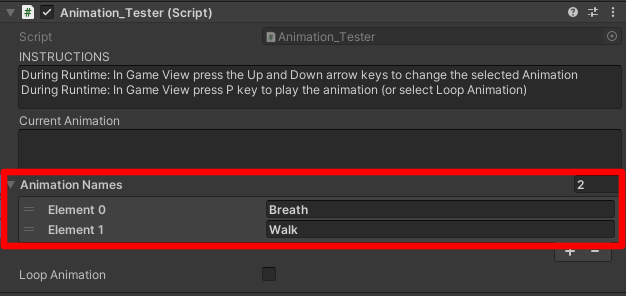 Animation_Tester (Script)
Script
Animation_Tester
INSTRUCTIONS
During Runtime: In Game View press the Up and Down arrow keys to change the selected Animation
During Runtime: In Game View press P key to play the animation (or select Loop Animation)
Current Animation
Animation Names 2
Element 0 Breath
Element 1 Walk
+ -
Loop Animation